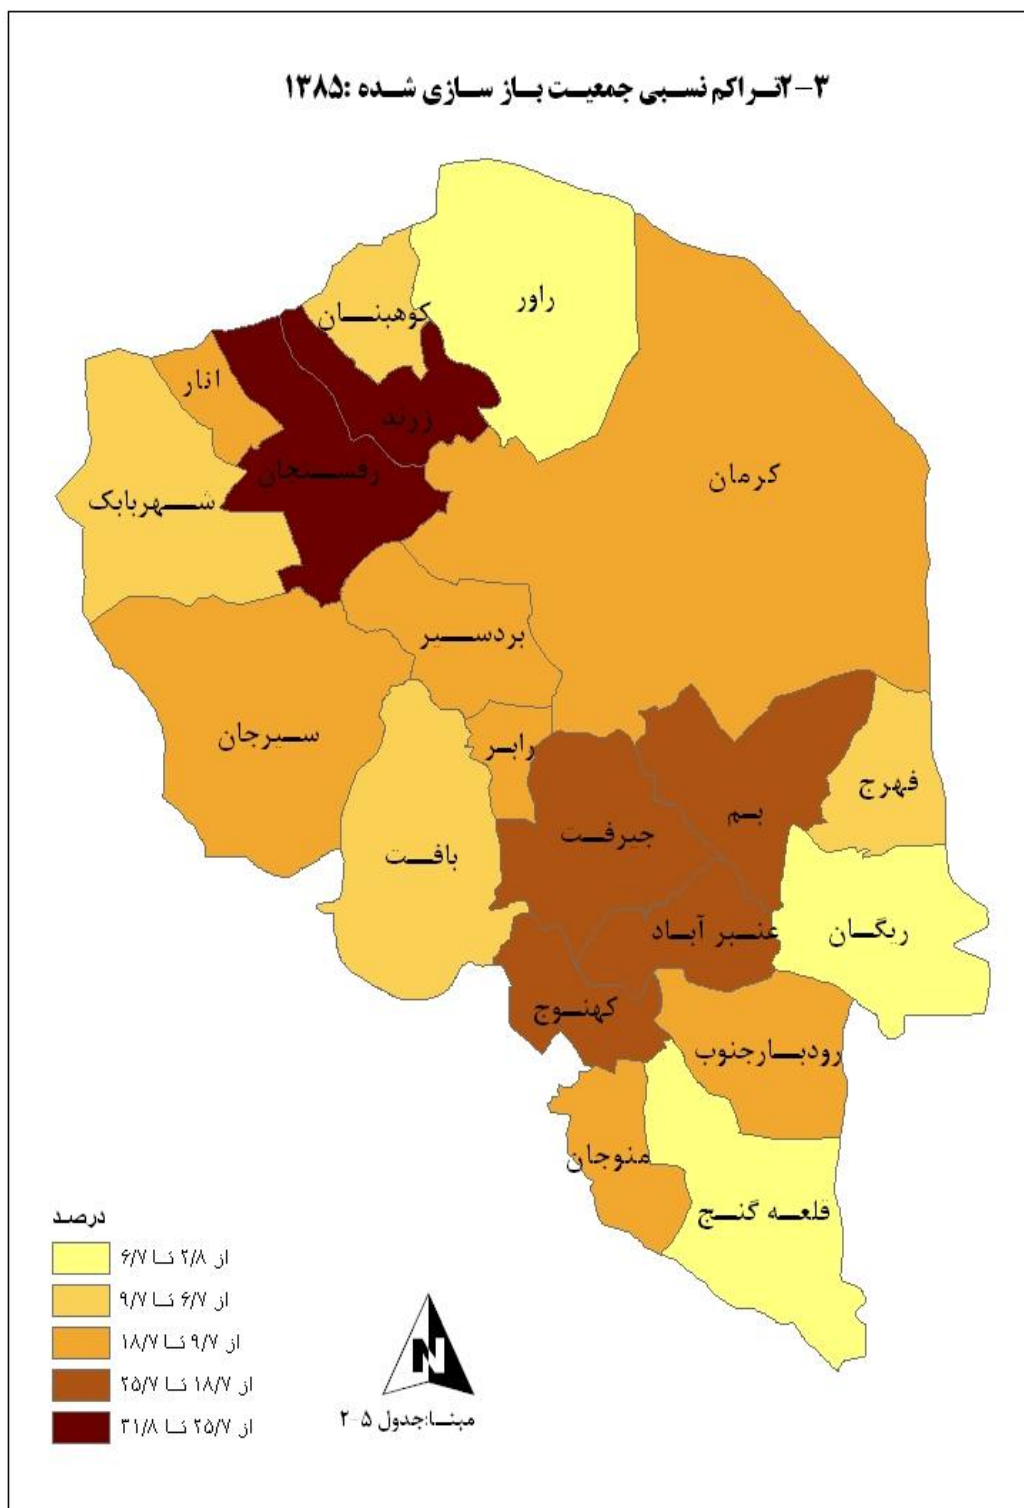 ۳-۲تراکم نسبی جمعیت باز سازی شده :۱۳۸۵
راور
کوهبنان
انار
زرند
رفسنجان
کرمان
شهربابک
بردسیر
سیرجان
رابر
فهرج
بم
جیرفت
بافت
عنبر آباد
ریگان
کهنوج
رودبارجنوب
منوجان
قلعه گنج
درصد
از ۲/۸ تا ۶/۷
از ۶/۷ تا ۹/۷
از ۹/۷ تا ۱۸/۷
از ۱۸/۷ تا ۲۵/۷
از ۲۵/۷ تا ۳۱/۸
N
مبنا:جدول ۵-۲